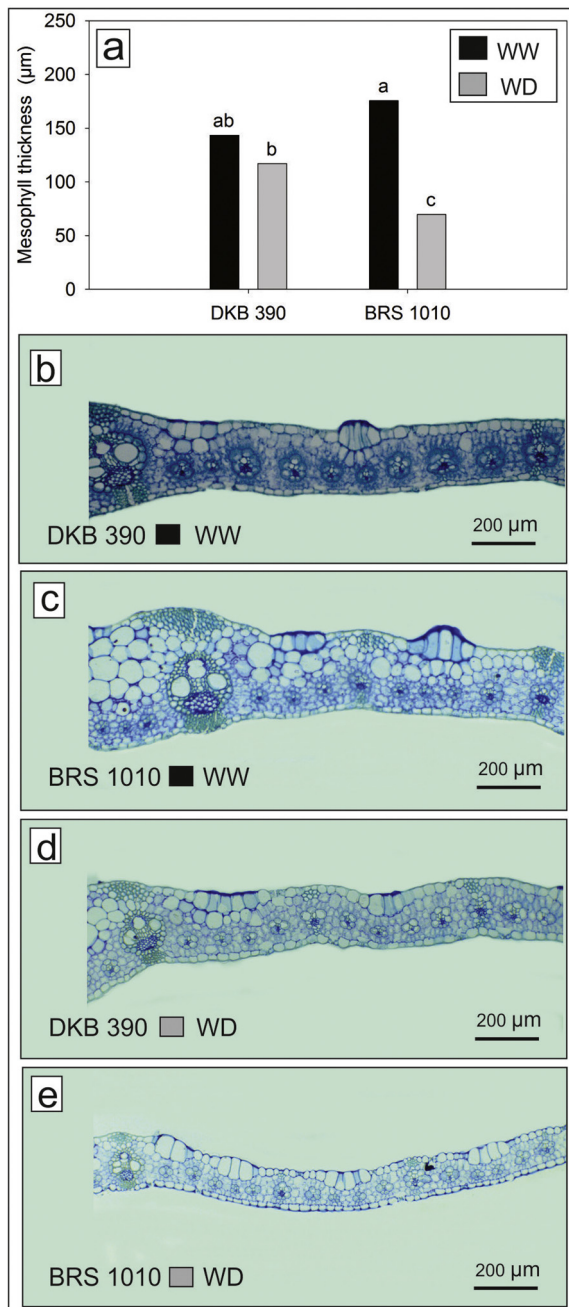 a
WW
WD
Mesophyll thickness (µm)
250
200
150
100
50
0
ab
b
a
c
DKB 390
BRS 1010
b
DKB 390 WW
200 µm
c
BRS 1010 WW
200 µm
d
DKB 390 WD
200 µm
e
BRS 1010 WD
200 µm